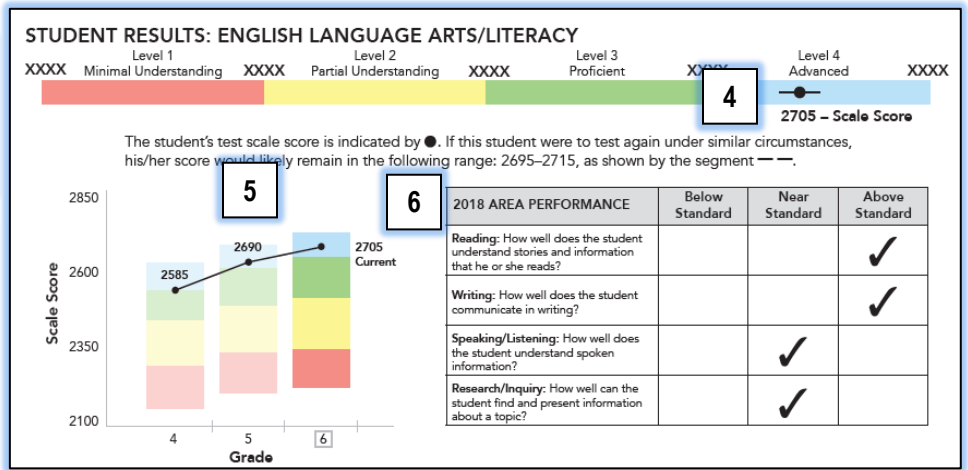 STUDENT RESULTS: ENGLISH LANGUAGE ARTS/LITERACY
Level 1 Level 2 Level 3 Level 4
XXXX Minimal Understanding XXXX Partial Understanding XXXX Proficient XXXX Advanced XXXX
4
2705 – Scale Score
The student's test scale score is indicated by ●. If this student were to test again under similar circumstances,
his/her score would likely remain in the following range: 2695–2715, as shown by the segment — —.
5
6
2850
2600
2350
2100
Scale Score
2585
2690
2705
Current
4 5 6
Grade
2018 AREA PERFORMANCE
Below
Standard
Near
Standard
Above
Standard
Reading: How well does the student
understand stories and information
that he or she reads?
✓
Writing: How well does the student
communicate in writing?
✓
Speaking/Listening: How well does
the student understand spoken
information?
✓
Research/Inquiry: How well can the
student find and present information
about a topic?
✓